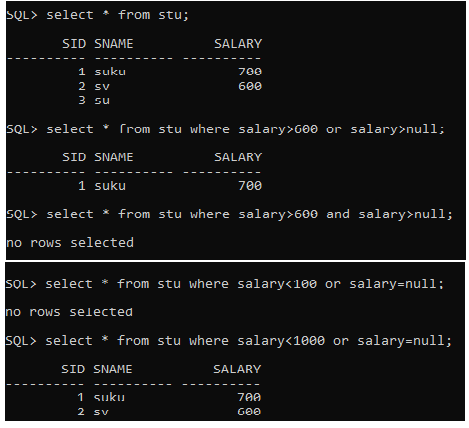 SQL> select * from stu;
SID SNAME SALARY
---------- ---------- ----------
1 suku 700
2 sv 600
3 su
SQL> select * from stu where salary>600 or salary>null;
SID SNAME SALARY
---------- ---------- ----------
1 suku 700
SQL> select * from stu where salary>600 and salary>null;
no rows selected
SQL> select * from stu where salary<100 or salary=null;
no rows selected
SQL> select * from stu where salary<1000 or salary=null;
SID SNAME SALARY
---------- ---------- ----------
1 suku 700
2 sv 600